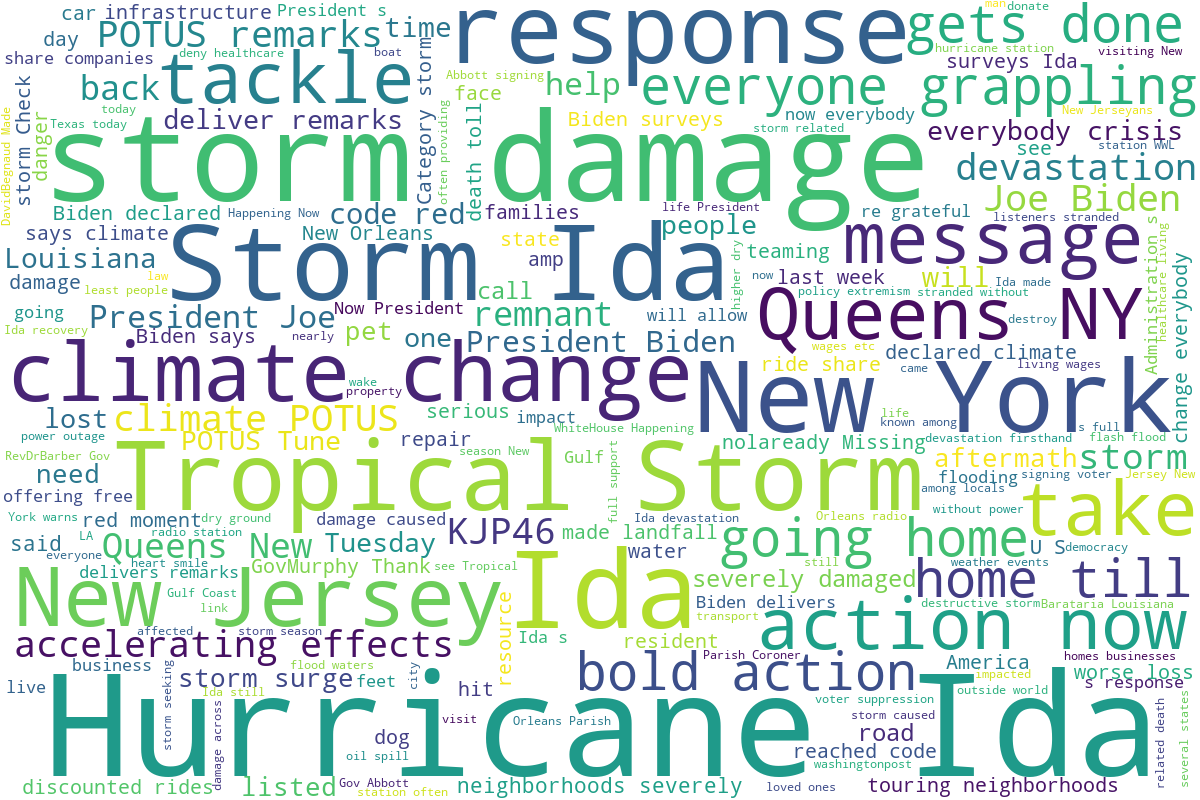 car infrastructure President s
response
gets done
man donate
day POTUS remarks time
hurricane station visiting New
share companies deny healthcare boat
tackle
Category storm
Abbott signing surveys Ida
back
face help everyone grappling
storm Check
today
danger
DavidBegnaud Made
Texas today deliver remarks
often providing
death toll
Biden surveys now everybody New Jerseyans
storm related everybody crisis
storm damage
see station WWL
devastation
Joe Biden
Biden declared Happening Now code red families life President people re grateful listeners stranded
says climate
New Orleans
Storm Ida
state
amp
higher dry
teaming
message
Administration s
healthcare living
change everybody
Louisiana
damage law
least people
call
now last week will Ida made
policy extremism stranded without
going
Ida recovery
President Joe
Now President
remnant
will allow
Queens NY
destroy
Biden says nearly pet one President Biden
wages etc declared climate
climate change
wake
property
ride share came living wages
New York
lost climate POTUS serious impact
life
known among s full
power outage
POTUS Tune repair
WhiteHouse Happening
nolaready Missing devastation firsthand flash flood
RevDrBarber Gov
season New Gulf
full support
aftermath storm
need
Tropical Storm
flooding signing voter Jersey New
offering free
among locals
take
York warns red moment dry ground damage caused Ida devastation Orleans radio without power
LA radio station KJP46 made landfall going home
said Queens New Tuesday water still U S democracy
everyone heart smile
GovMurphy Thank see Tropical weather events
delivers remarks
New Jersey
Ida
severely damaged home till
Gulf Coast
link
resource
Biden delivers destructive storm Barataria Louisiana
transport
affected storm season Ida s resident action now
accelerating effects
business flood waters
city
Parish Coroner America homes businesses
storm seeking
storm surge feet
bold action
impacted worse loss
live
Ida still
hit
outside world s response
Hurricane Ida
damage across
visit Orleans Parish
voter suppression
storm caused
related death
several states
dog road
oil spill reached code
washingtonpost
discounted rides listed Gov Abbott
station often neighborhoods severely loved ones touring neighborhoods